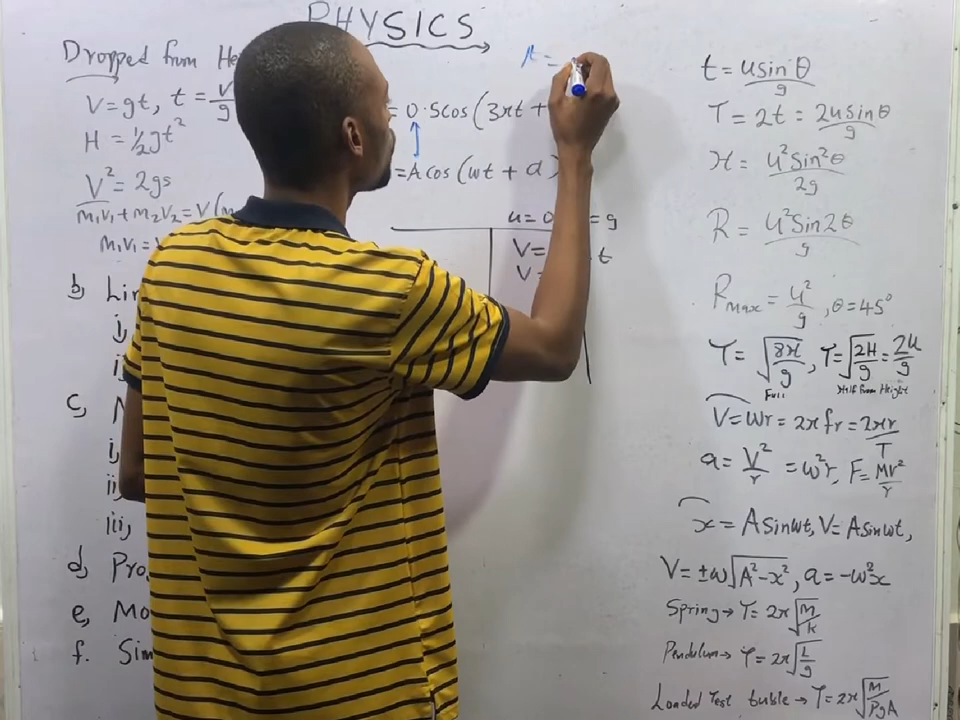 PHYSICS
Dropped from He
V=gt, t=V/g
H=½gt²
V²=2gs
m₁v₁+m₂v₂=V(m
m₁v₁=
b, Lin
i,
i
c, N
i,
ii,
iii,
d, Pro
e, Mo
f. Sim
=
= 0.5cos(3πt +
=Acos(wt + α)
u=0 = g
V= t
V=
t = usinθ/g
T = 2t = 2usinθ/g
H = u²sin²θ/2g
R = u²sin2θ/g
Rmax = u²/g, θ=45°
T=√8H/g, T=√2H/g=2u/g
Full Half from Height
V=wr=2πfr=2πr/T
a=V²/r =w²r, F=Mv²/r
x=Asinwt, V=Asinwt,
V=±w√A²-x², a=-w²x
Spring→T=2π√M/k
Pendulum→T=2π√L/g
Loaded Test tuble→T=2π√M/PgA